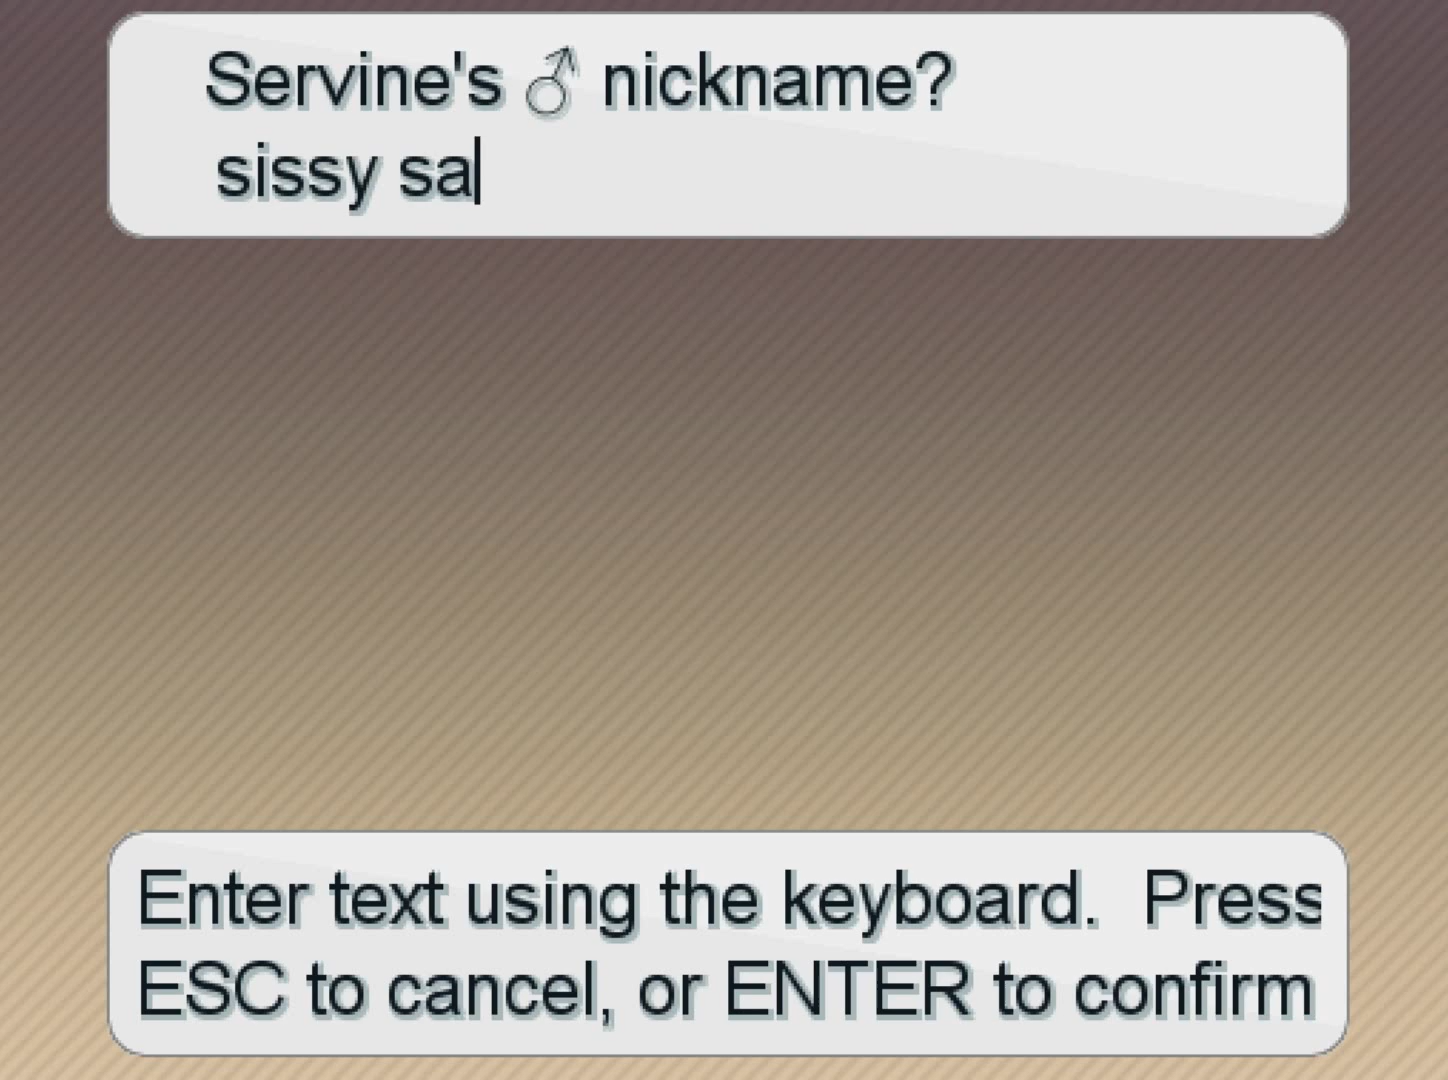 Servine's ♂ nickname?
sissy sa
Enter text using the keyboard.  Press
ESC to cancel, or ENTER to confirm